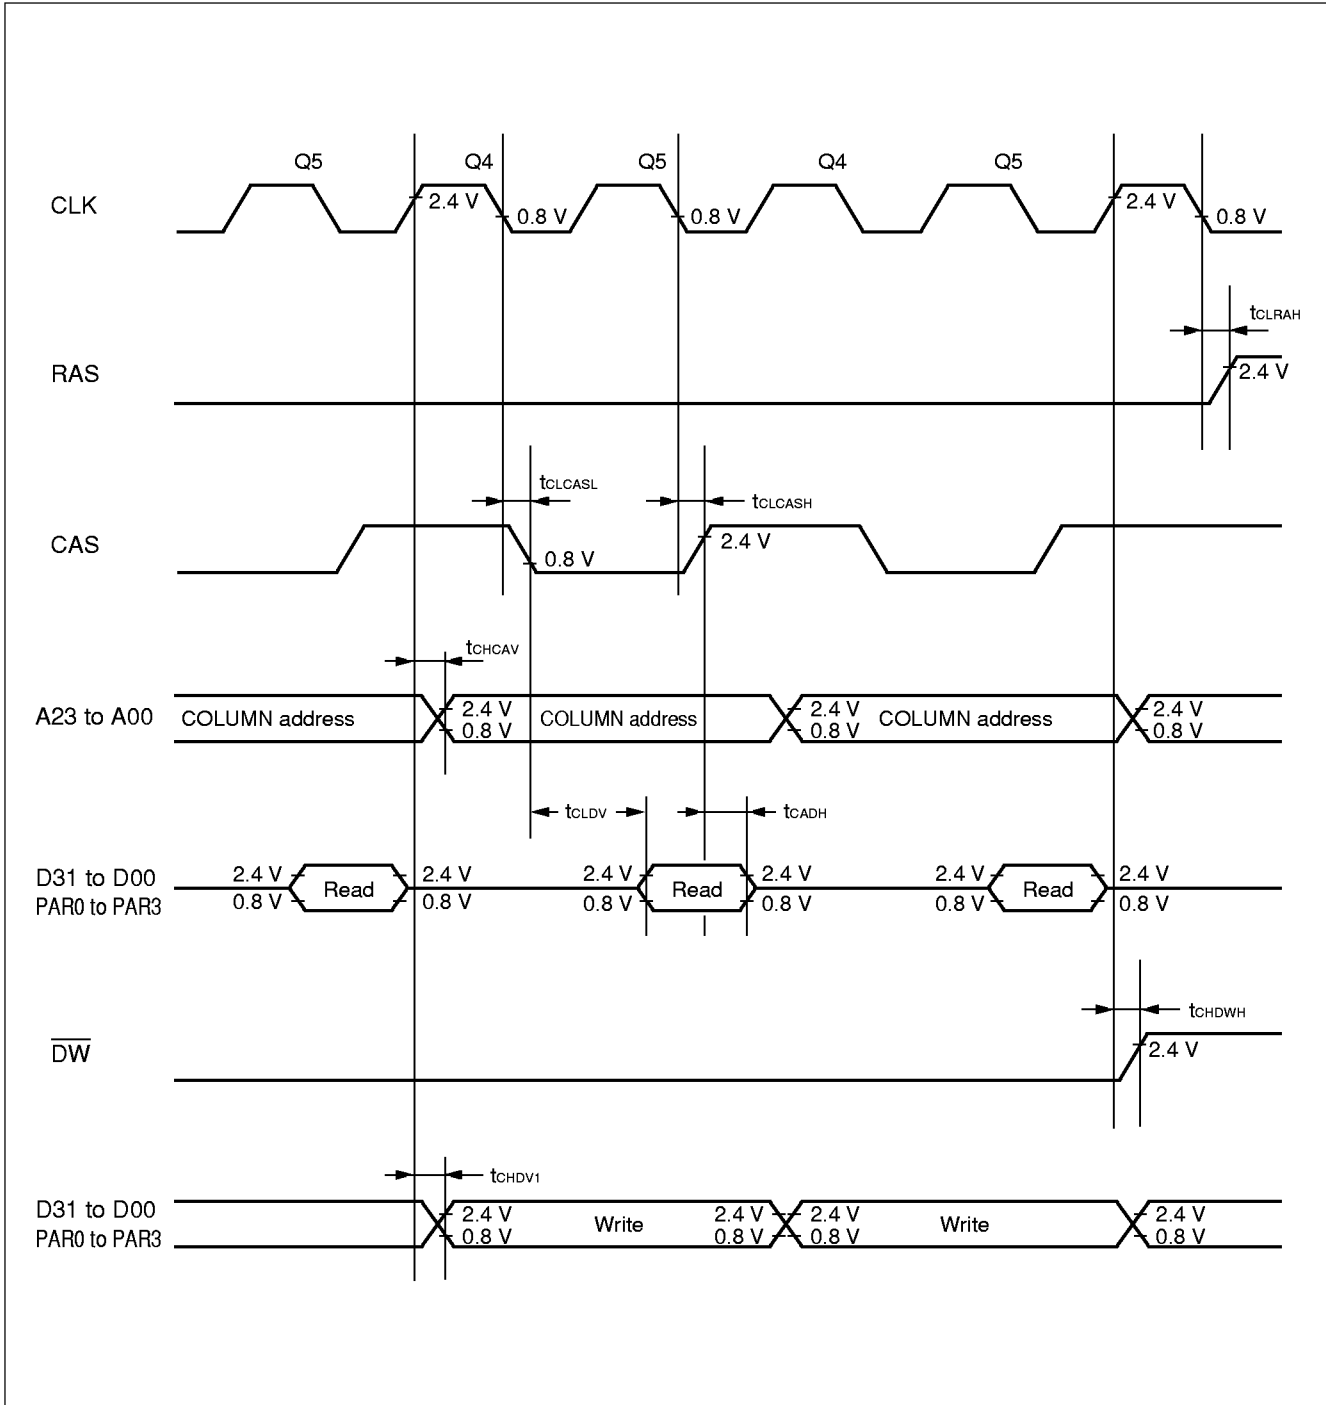 Q5 Q4 Q5 Q4 Q5
CLK 2.4 V 0.8 V 0.8 V 2.4 V 0.8 V
tCLRAH
RAS 2.4 V
tCLCASL tCLCASH
CAS 0.8 V 2.4 V
tCHCAV
A23 to A00 COLUMN address 2.4 V COLUMN address 2.4 V COLUMN address 2.4 V
0.8 V 0.8 V 0.8 V
tCLDV tCADH
D31 to D00 2.4 V Read 2.4 V 2.4 V Read 2.4 V 2.4 V Read 2.4 V
PAR0 to PAR3 0.8 V 0.8 V 0.8 V 0.8 V 0.8 V 0.8 V
tCHDWH
DW 2.4 V
tCHDV1
D31 to D00 2.4 V Write 2.4 V 2.4 V Write 2.4 V
PAR0 to PAR3 0.8 V 0.8 V 0.8 V 0.8 V